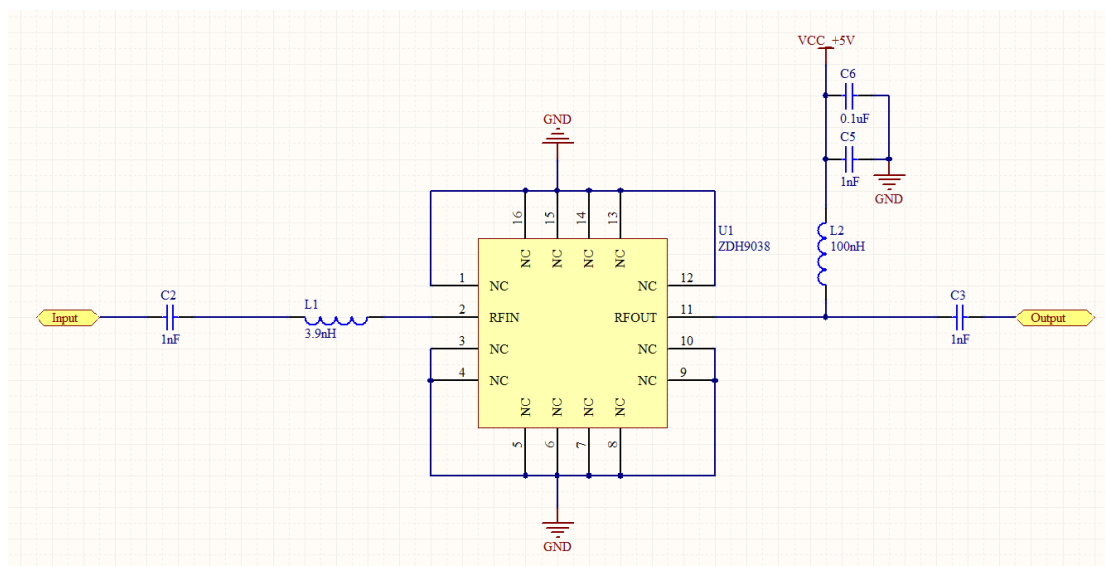 VCC_+5V
C6
0.1uF
C5
1nF
GND
GND
16
15
14
13
NC
NC
NC
NC
U1
ZDH9038
L2
100nH
1
NC
NC
12
Input
C2
1nF
L1
3.9nH
2
RFIN
RFOUT
11
C3
1nF
Output
3
NC
NC
10
4
NC
NC
9
NC
NC
NC
NC
5
6
7
8
GND